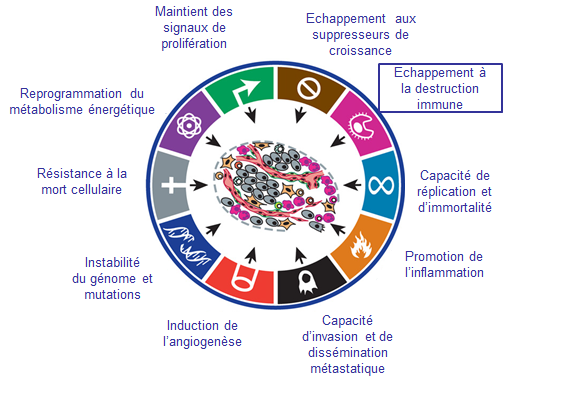 Maintient des
signaux de
prolifération
Echappement aux
suppresseurs de
croissance
Echappement à
la destruction
immune
Capacité de
réplication et
d'immortalité
Promotion de
l'inflammation
Capacité
d'invasion et de
dissémination
métastatique
Induction de
l'angiogenèse
Instabilité
du génome et
mutations
Résistance à la
mort cellulaire
Reprogrammation du
métabolisme énergétique